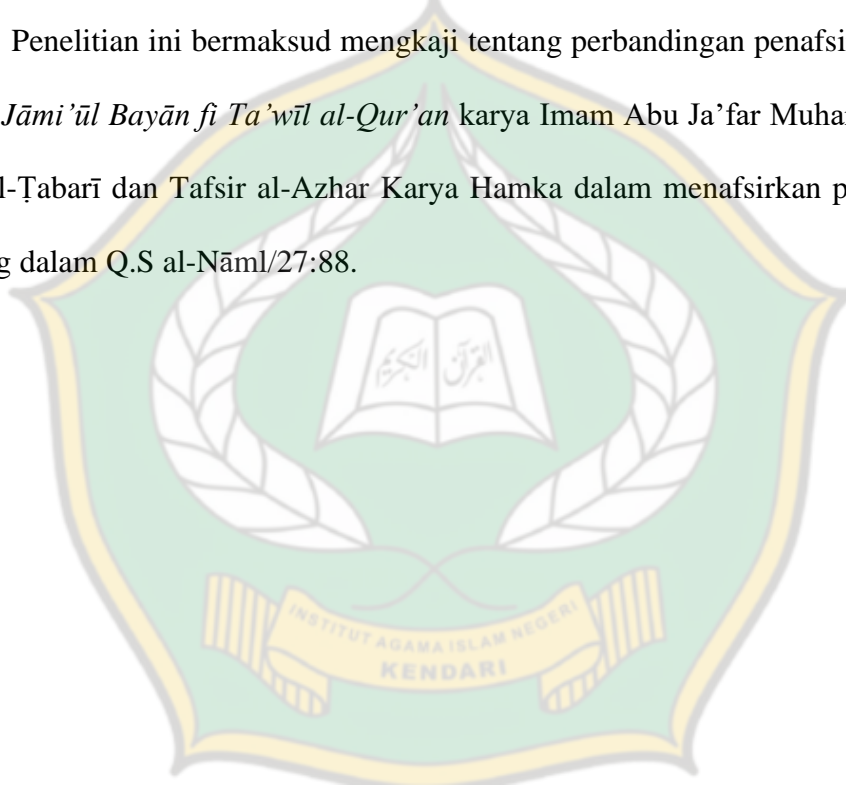 Penelitian ini bermaksud mengkaji tentang perbandingan
Jāmi’ūl Bayān fi Ta’wīl al-Qur’an karya Imam Abu Ja’far
l-Ṭabarī dan Tafsir al-Azhar Karya Hamka dalam menafsirkan
g dalam Q.S al-Nāml/27:88.
القرآن الكريم
INSTITUT AGAMA ISLAM NEGERI
KENDARI